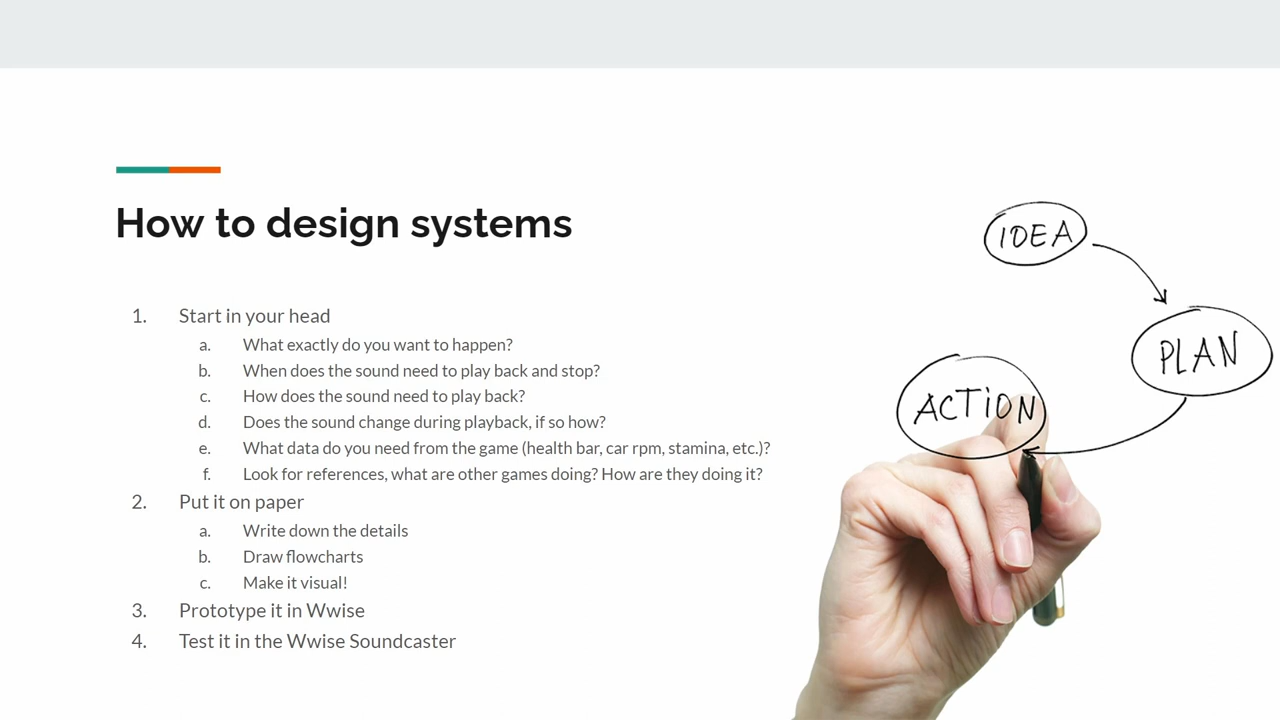 How to design systems
1. Start in your head
a. What exactly do you want to happen?
b. When does the sound need to play back and stop?
c. How does the sound need to play back?
d. Does the sound change during playback, if so how?
e. What data do you need from the game (health bar, car rpm, stamina, etc.)?
f. Look for references, what are other games doing? How are they doing it?
2. Put it on paper
a. Write down the details
b. Draw flowcharts
c. Make it visual!
3. Prototype it in Wwise
4. Test it in the Wwise Soundcaster
IDEA
PLAN
ACTION